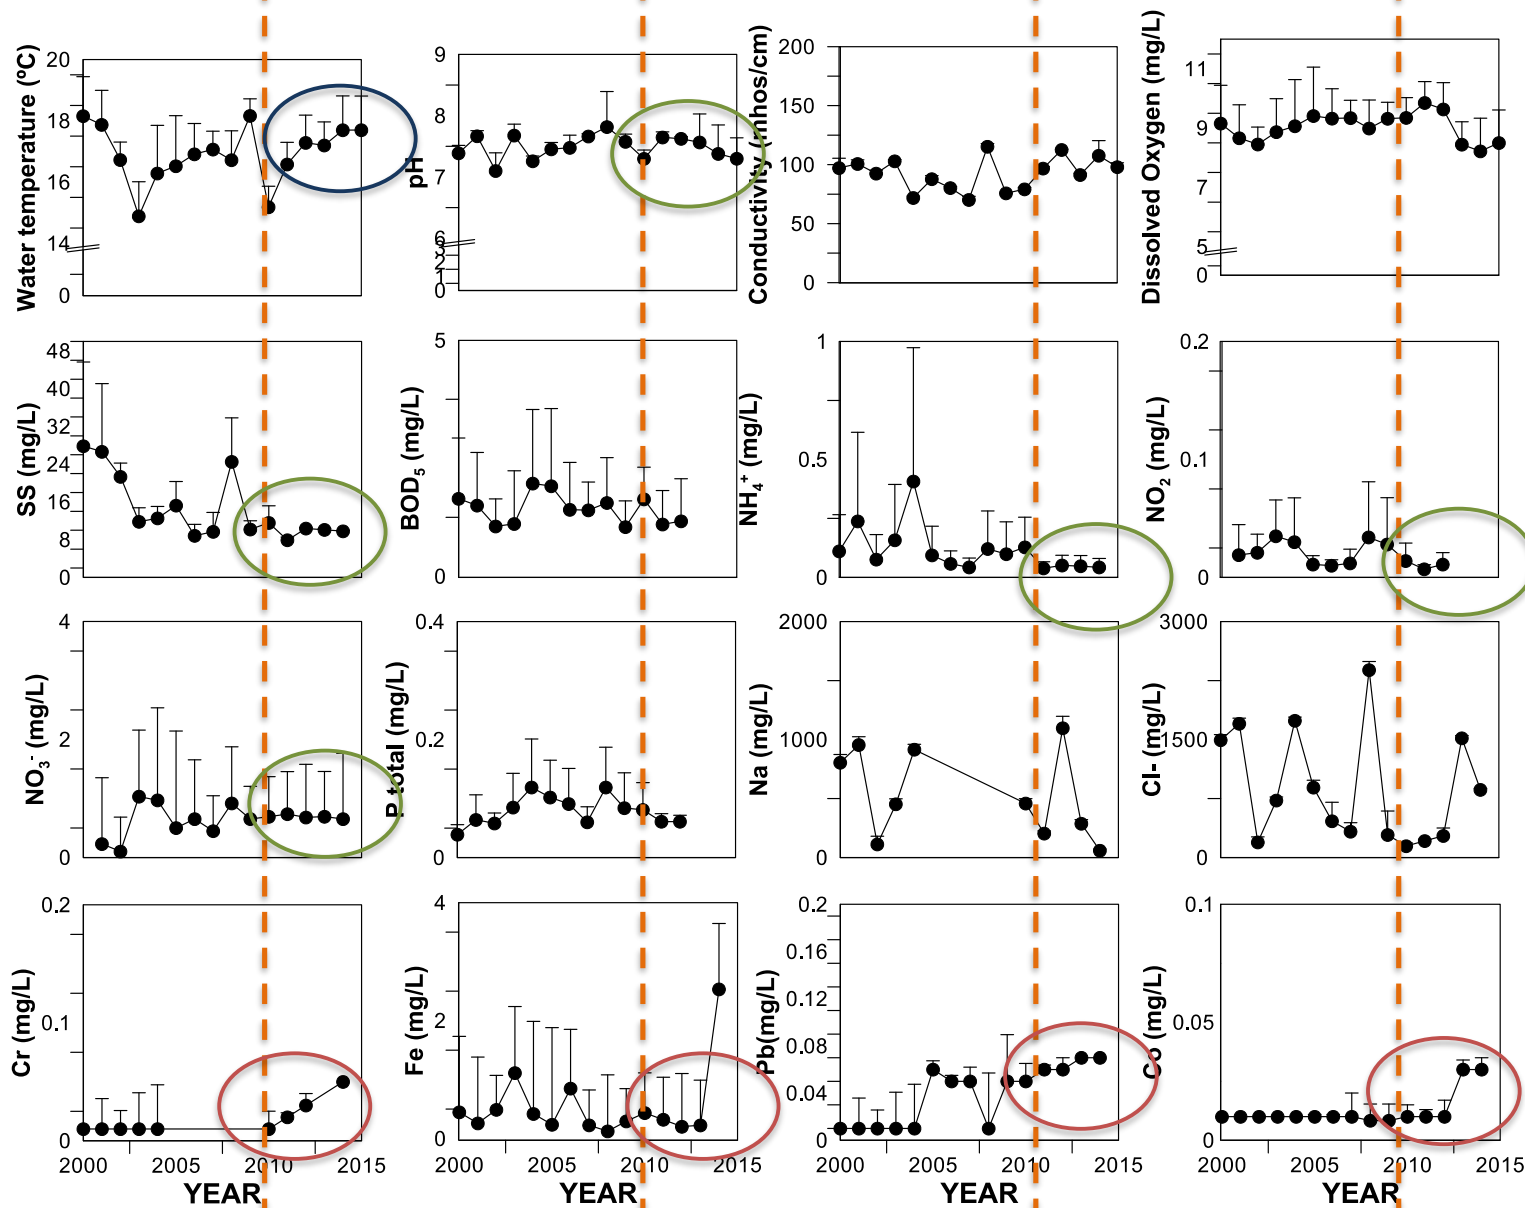 Water temperature (ºC)
20
18
16
14
0
pH
9
8
7
6
3
2
1
0
Conductivity (mhos/cm)
200
150
100
50
0
Dissolved Oxygen (mg/L)
11
9
7
5
0
SS (mg/L)
48
40
32
24
16
8
0
BOD5 (mg/L)
5
0
NH4+ (mg/L)
1
0.5
0
NO2 (mg/L)
0.2
0.1
0
NO3- (mg/L)
4
2
0
P total (mg/L)
0.4
0.2
0
Na (mg/L)
2000
1000
0
Cl- (mg/L)
3000
1500
0
Cr (mg/L)
0.2
0.1
0
2000 2005 2010 2015
YEAR
Fe (mg/L)
4
2
0
2000 2005 2010 2015
YEAR
Pb(mg/L)
0.2
0.16
0.12
0.08
0.04
0
2000 2005 2010 2015
YEAR
Co (mg/L)
0.1
0.05
0
2000 2005 2010 2015
YEAR